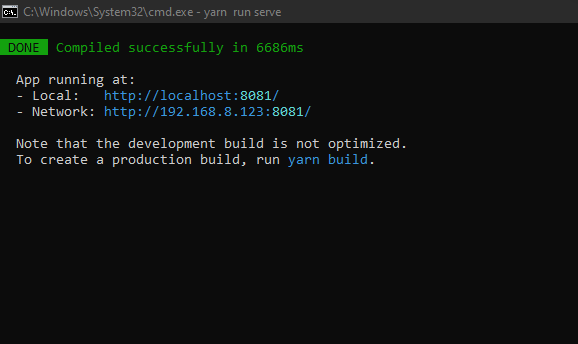 C:\Windows\System32\cmd.exe - yarn  run serve
DONE  Compiled successfully in 6686ms
App running at:
- Local:   http://localhost:8081/
- Network: http://192.168.8.123:8081/
Note that the development build is not optimized.
To create a production build, run yarn build.